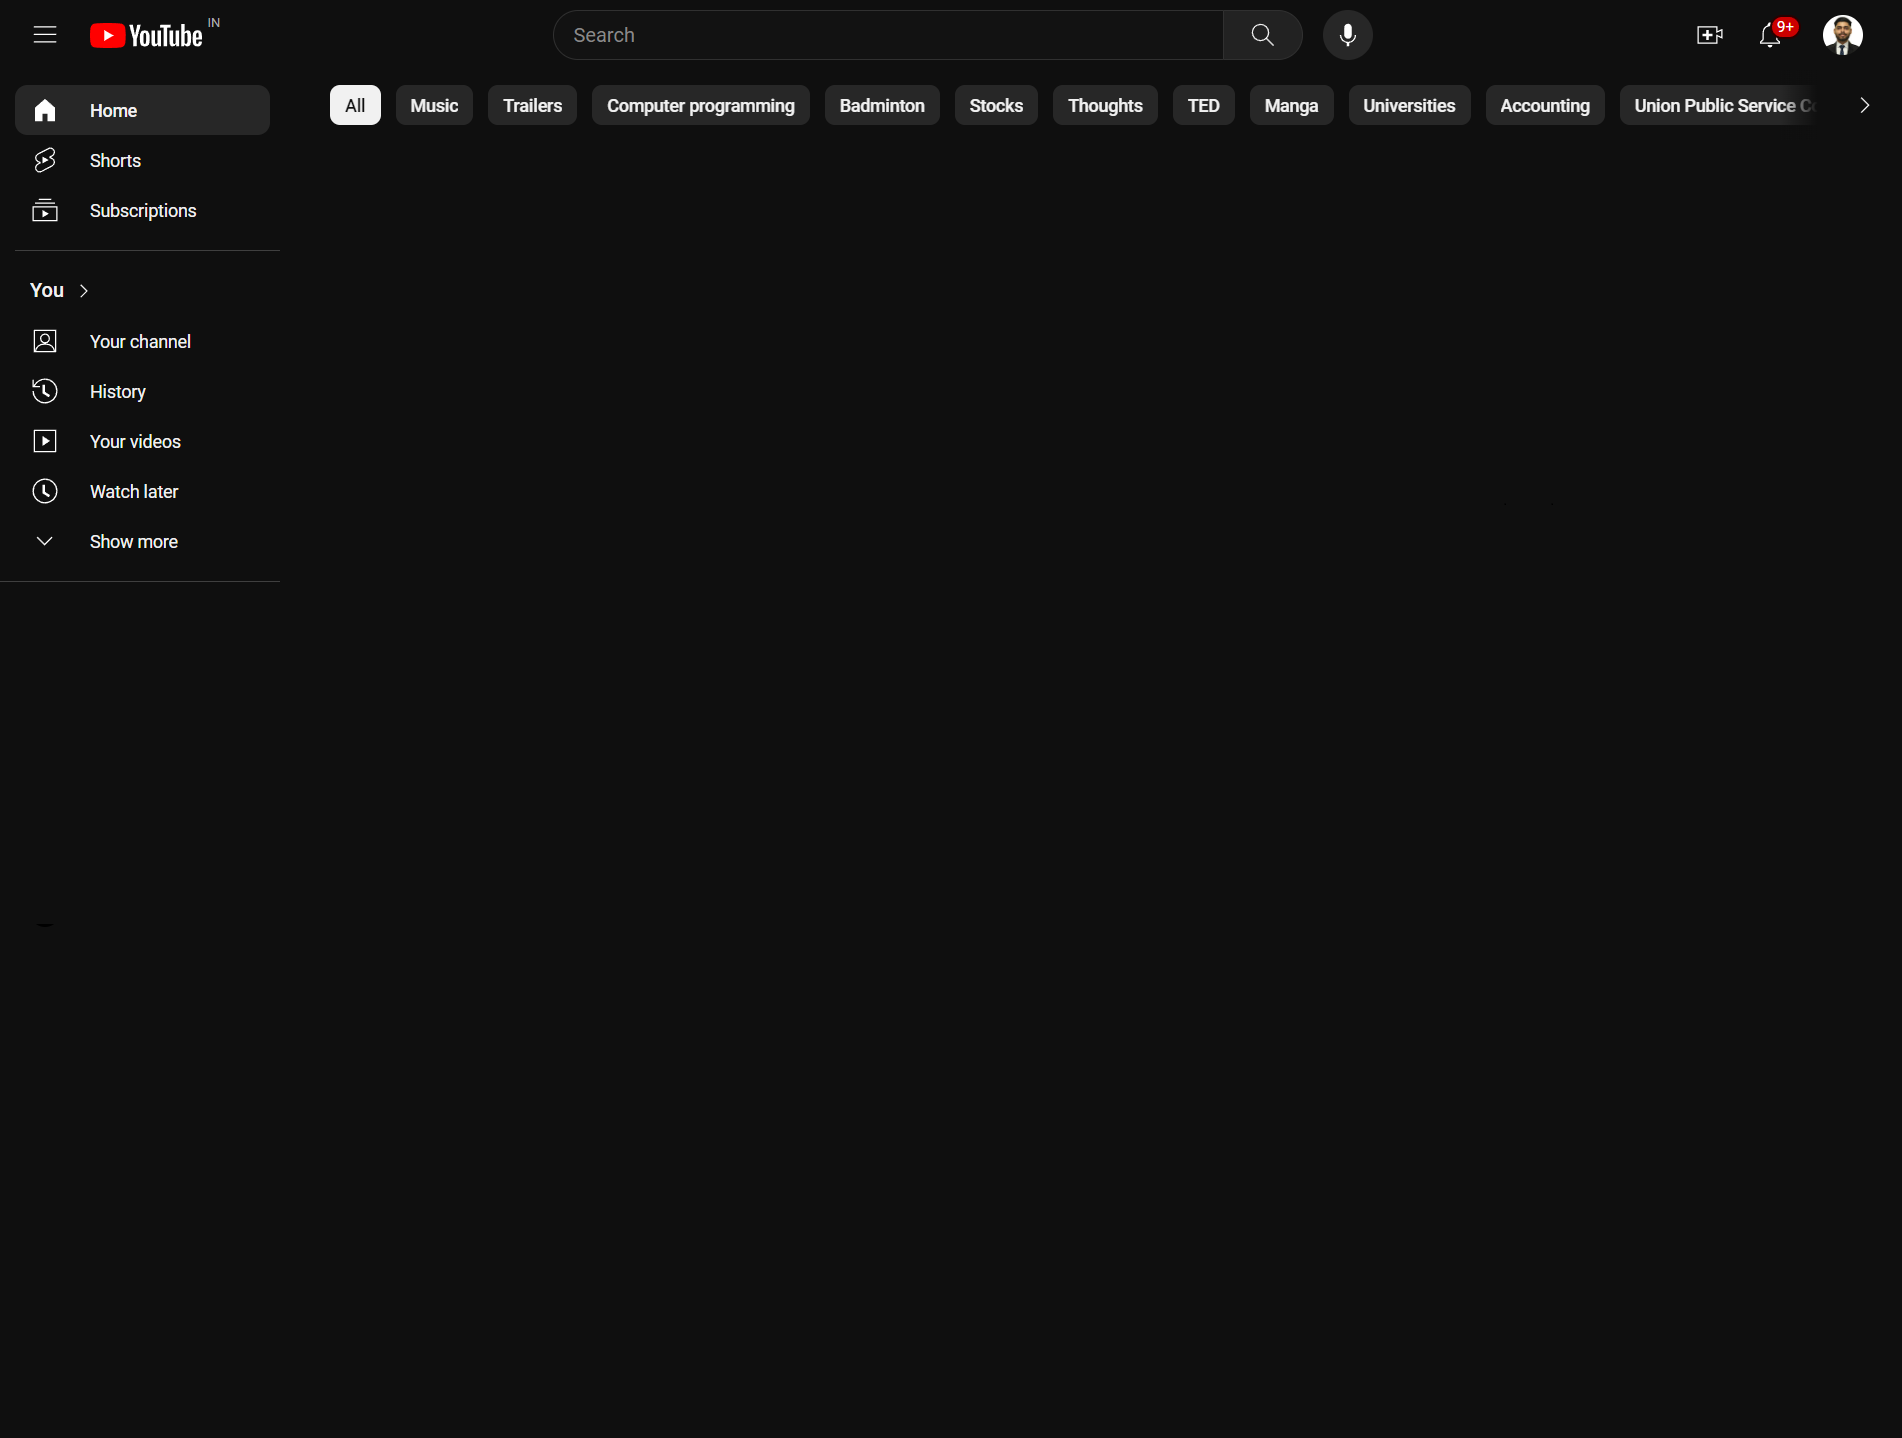 YouTube IN
Search
9+
Home
Shorts
Subscriptions
You
Your channel
History
Your videos
Watch later
Show more
All Music Trailers Computer programming Badminton Stocks Thoughts TED Manga Universities Accounting Union Public Service